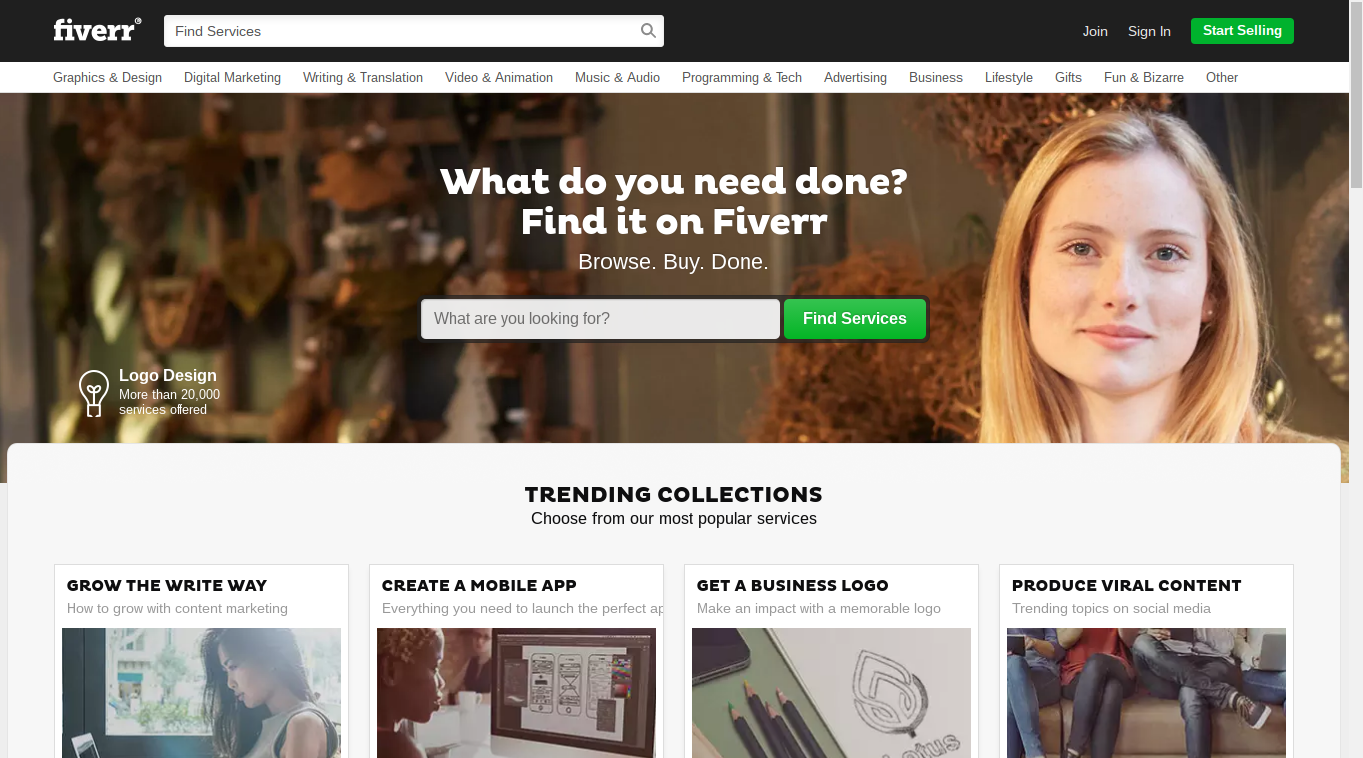 fiverr®
Find Services
Join
Sign In
Start Selling
Graphics & Design
Digital Marketing
Writing & Translation
Video & Animation
Music & Audio
Programming & Tech
Advertising
Business
Lifestyle
Gifts
Fun & Bizarre
Other
What do you need done?
Find it on Fiverr
Browse. Buy. Done.
What are you looking for?
Find Services
Logo Design
More than 20,000
services offered
TRENDING COLLECTIONS
Choose from our most popular services
GROW THE WRITE WAY
How to grow with content marketing
CREATE A MOBILE APP
Everything you need to launch the perfect ap
GET A BUSINESS LOGO
Make an impact with a memorable logo
PRODUCE VIRAL CONTENT
Trending topics on social media